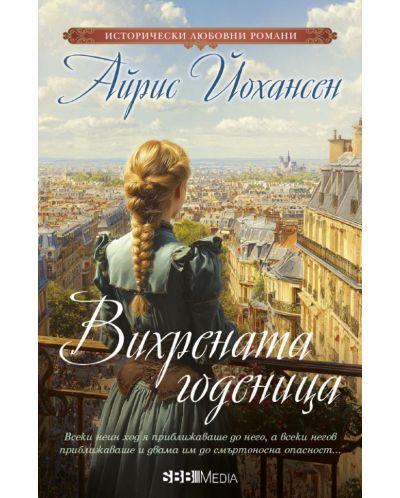 ИСТОРИЧЕСКИ ЛЮБОВНИ РОМАНИ
Айрис Йохансен
Вихрената
годеница
Всеки неин ход я приближаваше до него, а всеки негов
приближаваше и двама им до смъртоносна опасност...
SBB MEDIA